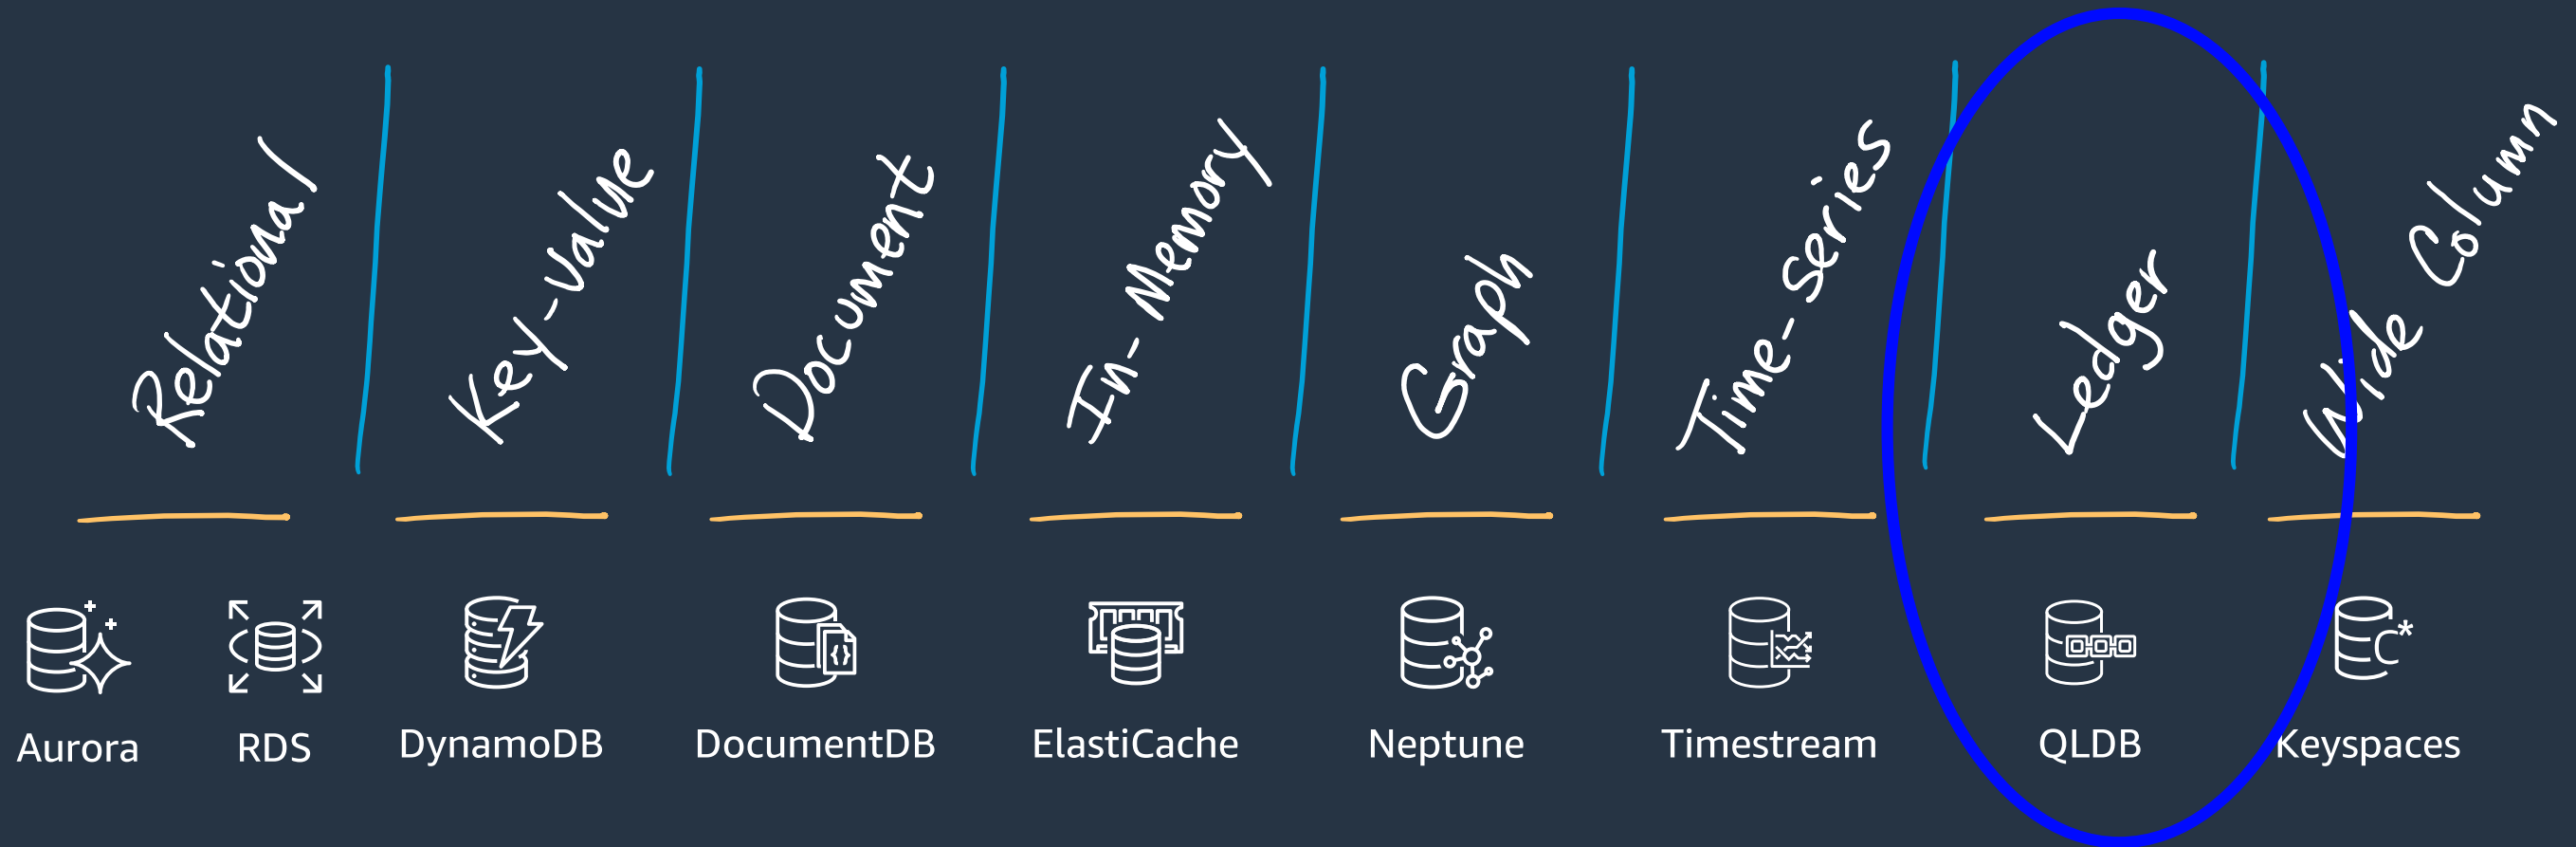 Relational
Key-value
Document
In-Memory
Graph
Time-Series
Ledger
Wide Column
Aurora
RDS
DynamoDB
DocumentDB
ElastiCache
Neptune
Timestream
QLDB
Keyspaces
C*